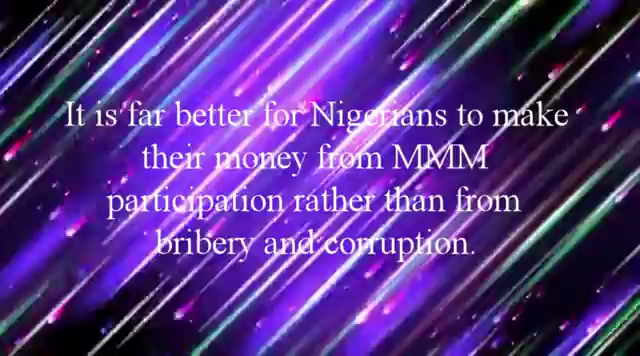 It is far better for Nigerians to make
their money from MMM
participation rather than from
bribery and corruption.